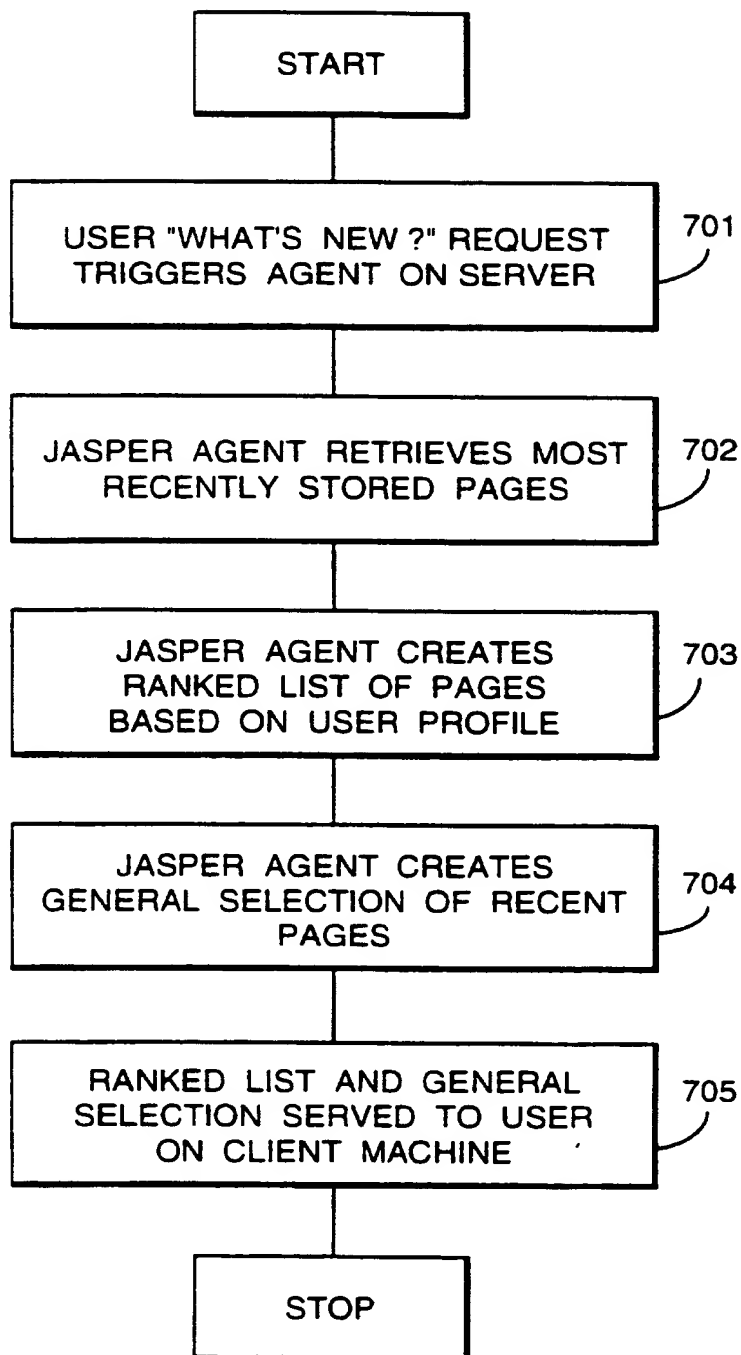 START
USER "WHAT'S NEW ?" REQUEST
TRIGGERS AGENT ON SERVER
701
JASPER AGENT RETRIEVES MOST
RECENTLY STORED PAGES
702
JASPER AGENT CREATES
RANKED LIST OF PAGES
BASED ON USER PROFILE
703
JASPER AGENT CREATES
GENERAL SELECTION OF RECENT
PAGES
704
RANKED LIST AND GENERAL
SELECTION SERVED TO USER
ON CLIENT MACHINE
705
STOP